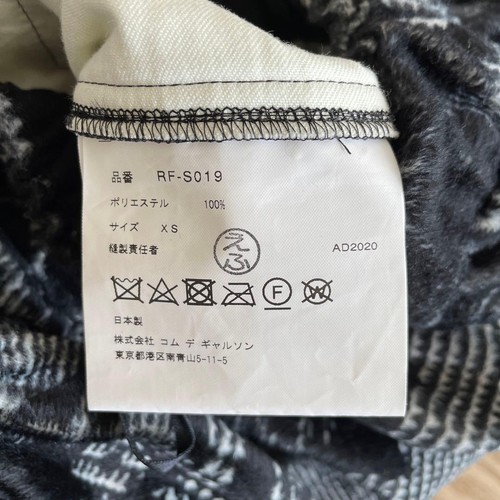 品番 RF-S019
ポリエステル 100%
サイズ XS
縫製責任者 えふ AD2020
F W
日本製
株式会社 コム デ ギャルソン
東京都港区南青山5-11-5